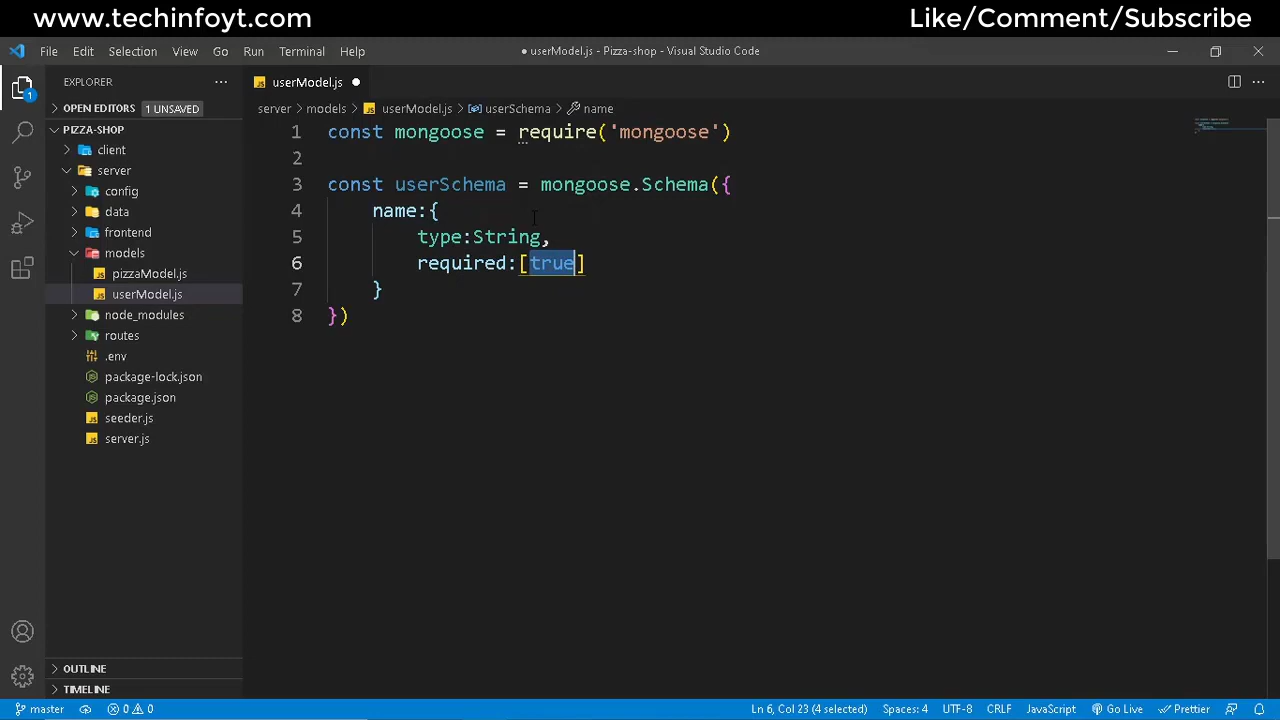 www.techinfoyt.com
Like/Comment/Subscribe
File Edit Selection View Go Run Terminal Help
● userModel.js - Pizza-shop - Visual Studio Code
EXPLORER
userModel.js
OPEN EDITORS 1 UNSAVED
server > models > userModel.js > userSchema > name
PIZZA-SHOP
client
server
config
data
frontend
models
pizzaModel.js
userModel.js
node_modules
routes
.env
package-lock.json
package.json
seeder.js
server.js
OUTLINE
TIMELINE
1 const mongoose = require('mongoose')
2
3 const userSchema = mongoose.Schema({
4     name:{
5         type:String,
6         required:[true]
7     }
8 })
master 0 0
Ln 6, Col 23 (4 selected) Spaces: 4 UTF-8 CRLF JavaScript Go Live Prettier